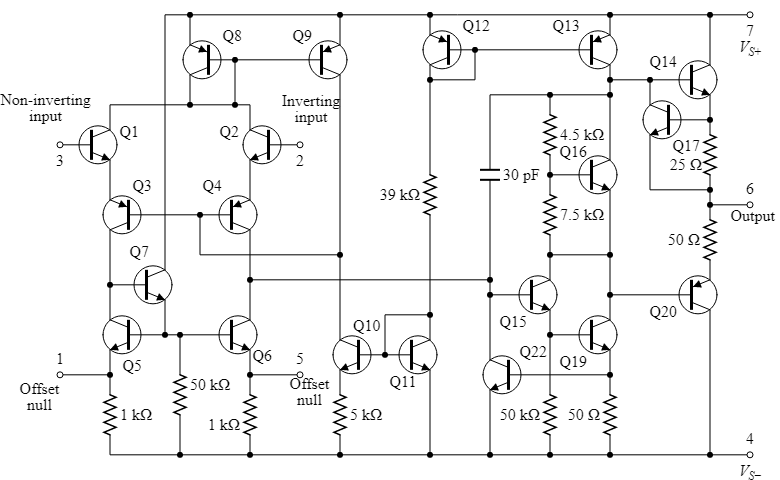 Q8
Q9
Q12
Q13
7
V_S+
Q14
Non-inverting
input
3
Q1
Q2
Inverting
input
2
4.5 kΩ
Q16
Q17
25 Ω
30 pF
Q3
Q4
39 kΩ
7.5 kΩ
6
Output
50 Ω
Q7
Q15
Q20
1
Offset
null
Q5
Q6
5
Offset
null
Q10
Q11
Q22
Q19
1 kΩ
50 kΩ
1 kΩ
5 kΩ
50 kΩ
50 Ω
4
V_S–